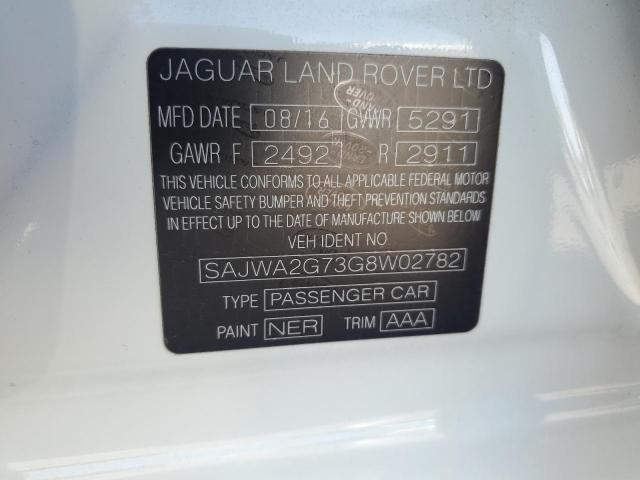 JAGUAR LAND ROVER LTD
MFD DATE 08/16 GVWR 5291
GAWR F 2492 R 2911
THIS VEHICLE CONFORMS TO ALL APPLICABLE FEDERAL MOTOR
VEHICLE SAFETY BUMPER AND THEFT PREVENTION STANDARDS
IN EFFECT UP TO THE DATE OF MANUFACTURE SHOWN BELOW
VEH IDENT NO
SAJWA2G73G8W02782
TYPE PASSENGER CAR
PAINT NER TRIM AAA